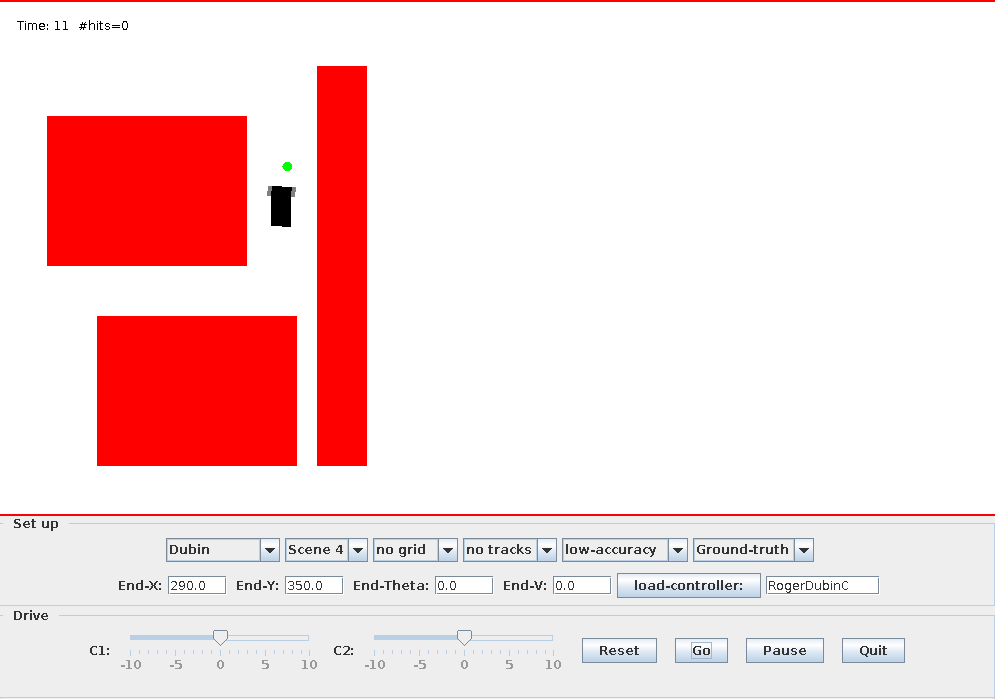 Time: 11 #hits=0
Set up
Dubin Scene 4 no grid no tracks low-accuracy Ground-truth
End-X: 290.0 End-Y: 350.0 End-Theta: 0.0 End-V: 0.0 load-controller: RogerDubinC
Drive
C1: C2: Reset Go Pause Quit
-10 -5 0 5 10 -10 -5 0 5 10